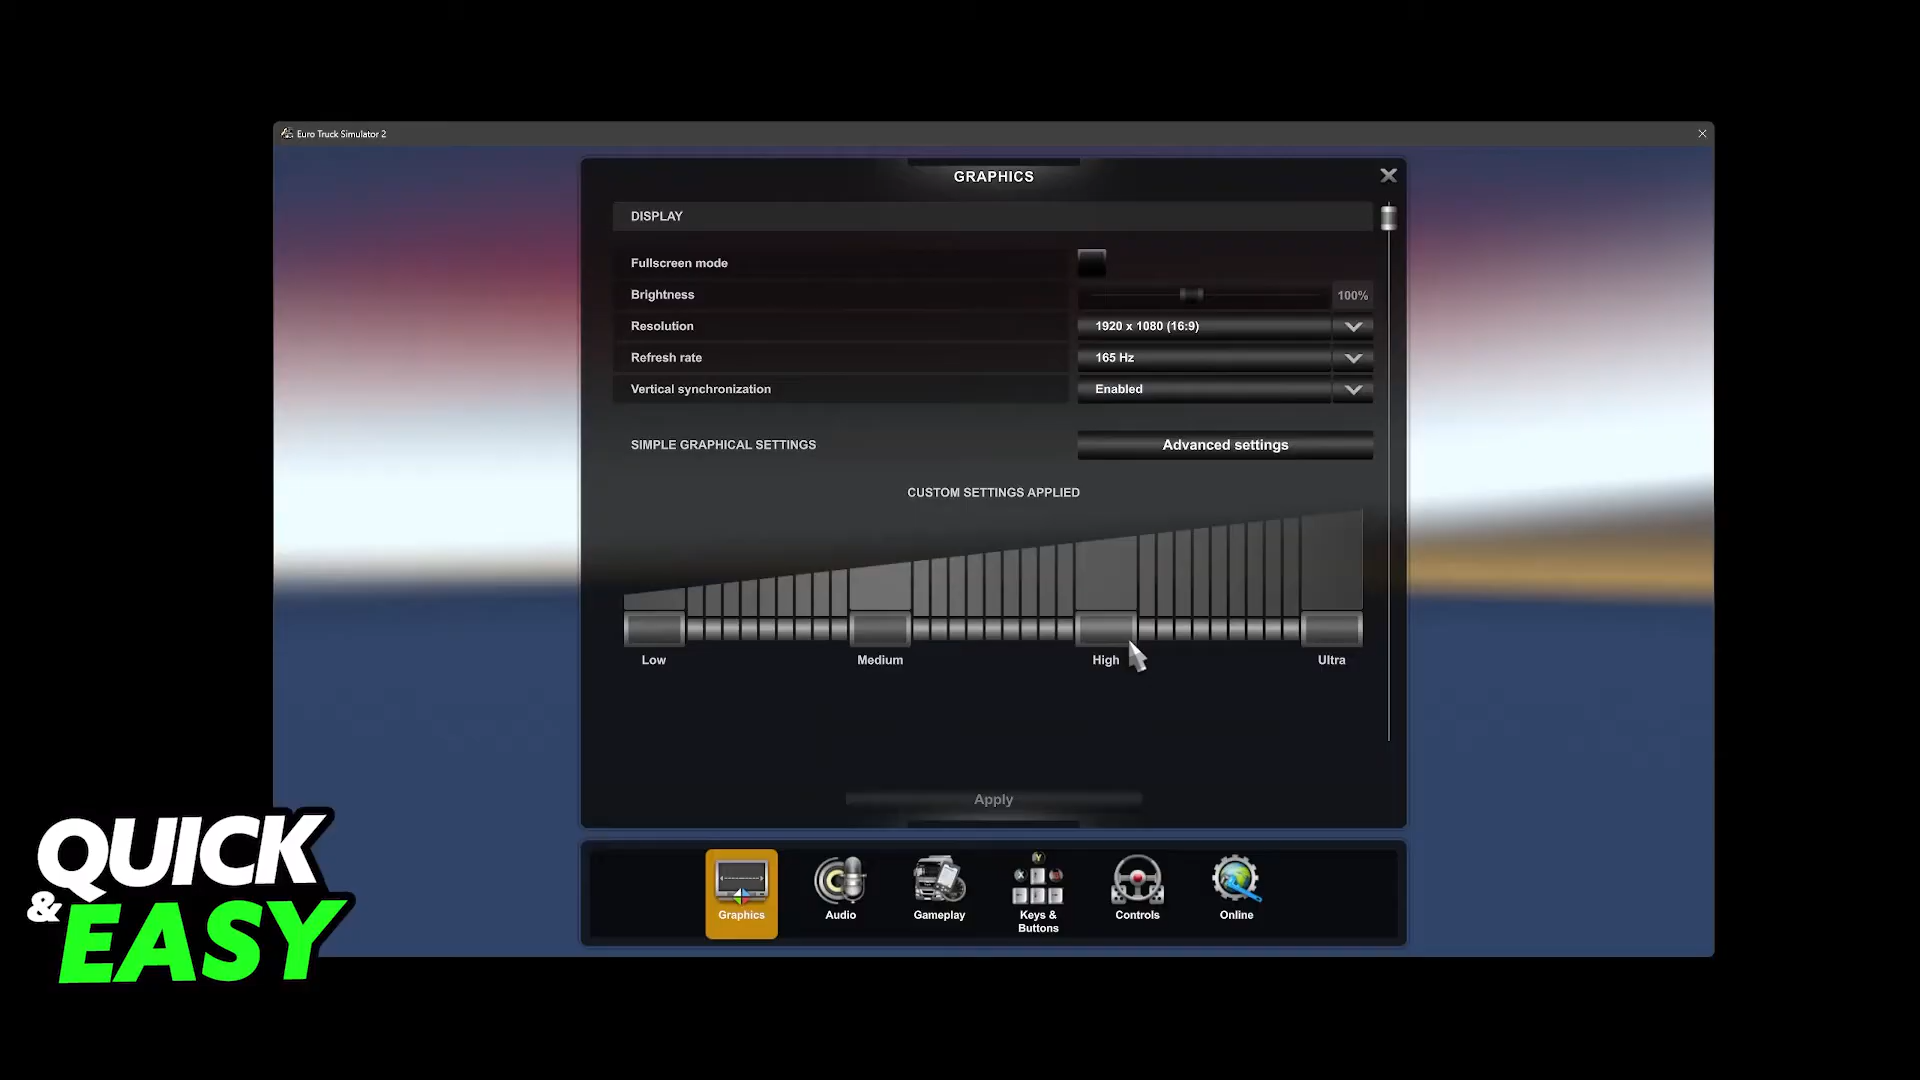 Euro Truck Simulator 2
GRAPHICS
DISPLAY
Fullscreen mode
Brightness
100%
Resolution
1920 x 1080 (16:9)
Refresh rate
165 Hz
Vertical synchronization
Enabled
SIMPLE GRAPHICAL SETTINGS
Advanced settings
CUSTOM SETTINGS APPLIED
Low
Medium
High
Ultra
Apply
Graphics
Audio
Gameplay
Keys &
Buttons
Controls
Online
QUICK
& EASY